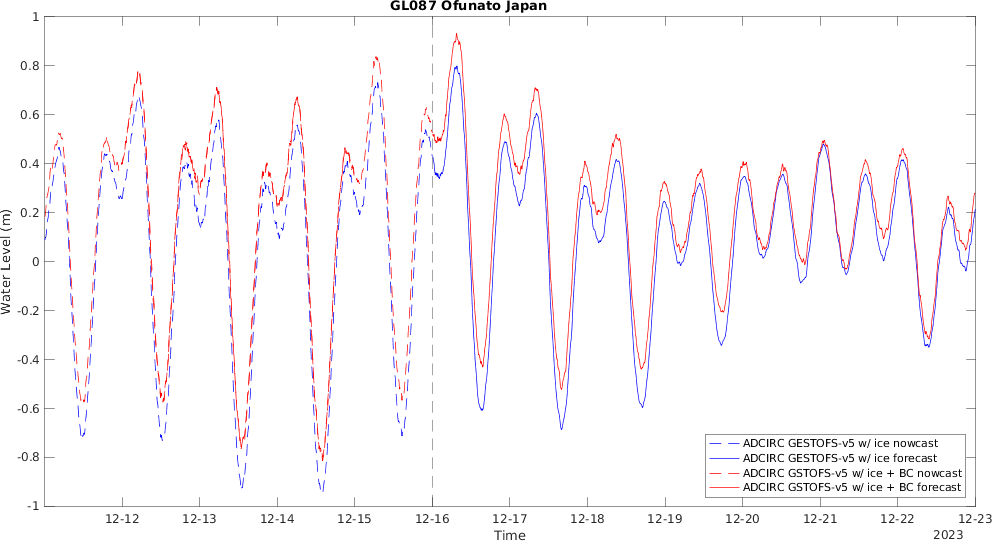 GL087 Ofunato Japan
1
0.8
0.6
0.4
0.2
0
-0.2
-0.4
-0.6
-0.8
-1
Water Level (m)
ADCIRC GESTOFS-v5 w/ ice nowcast
ADCIRC GESTOFS-v5 w/ ice forecast
ADCIRC GSTOFS-v5 w/ ice + BC nowcast
ADCIRC GSTOFS-v5 w/ ice + BC forecast
12-12 12-13 12-14 12-15 12-16 12-17 12-18 12-19 12-20 12-21 12-22 12-23
Time
2023